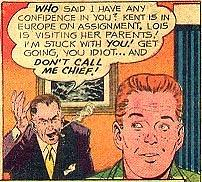 WHO SAID I HAVE ANY
CONFIDENCE IN YOU? KENT IS IN
EUROPE ON ASSIGNMENT, LOIS
IS VISITING HER PARENTS!
I'M STUCK WITH YOU! GET
GOING, YOU IDIOT... AND
DON'T CALL
ME CHIEF!